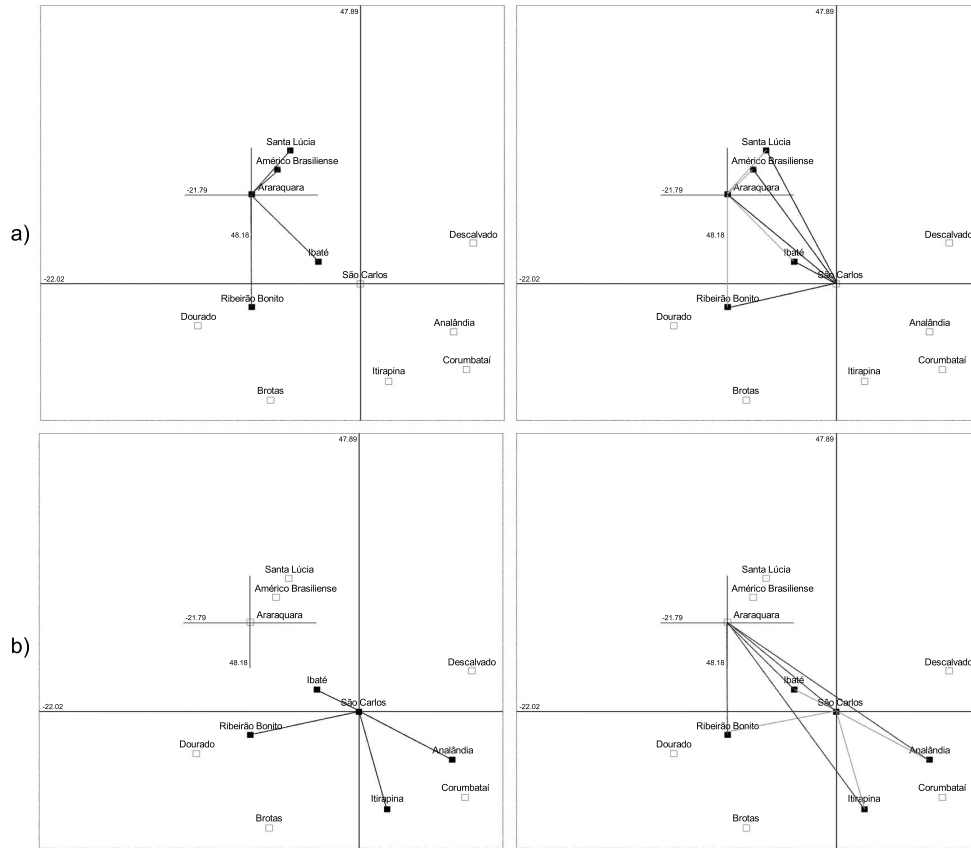 47.89
47.89
Santa Lúcia
Santa Lúcia
Américo Brasiliense
Américo Brasiliense
-21.79
Araraquara
-21.79
Araraquara
a)
48.18
Descalvado
48.18
Descalvado
Ibaté
Ibaté
São Carlos
São Carlos
-22.02
-22.02
Ribeirão Bonito
Ribeirão Bonito
Dourado
Analândia
Dourado
Analândia
Corumbataí
Corumbataí
Itirapina
Itirapina
Brotas
Brotas
47.89
47.89
Santa Lúcia
Santa Lúcia
Américo Brasiliense
Américo Brasiliense
-21.79
Araraquara
-21.79
Araraquara
b)
48.18
Descalvado
48.18
Descalvado
Ibaté
Ibaté
São Carlos
São Carlos
-22.02
-22.02
Ribeirão Bonito
Ribeirão Bonito
Dourado
Analândia
Dourado
Analândia
Corumbataí
Corumbataí
Itirapina
Itirapina
Brotas
Brotas